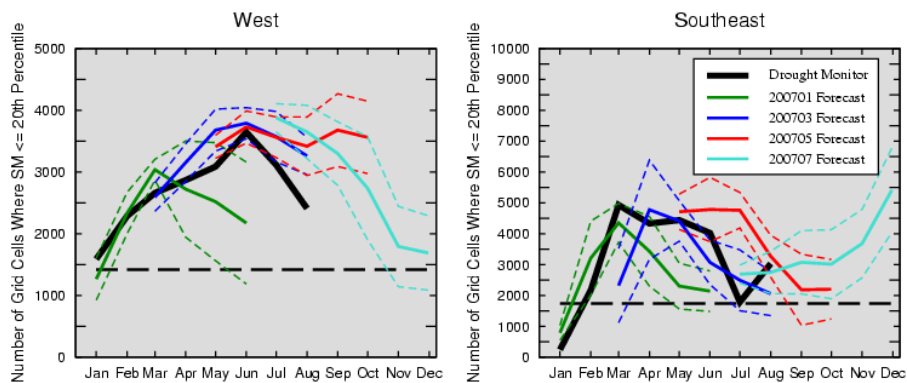 West
Number of Grid Cells Where SM <= 20th Percentile
5000
4000
3000
2000
1000
0
Jan Feb Mar Apr May Jun Jul Aug Sep Oct Nov Dec
Southeast
Number of Grid Cells Where SM <= 20th Percentile
10000
9000
8000
7000
6000
5000
4000
3000
2000
1000
0
Drought Monitor
200701 Forecast
200703 Forecast
200705 Forecast
200707 Forecast
Jan Feb Mar Apr May Jun Jul Aug Sep Oct Nov Dec